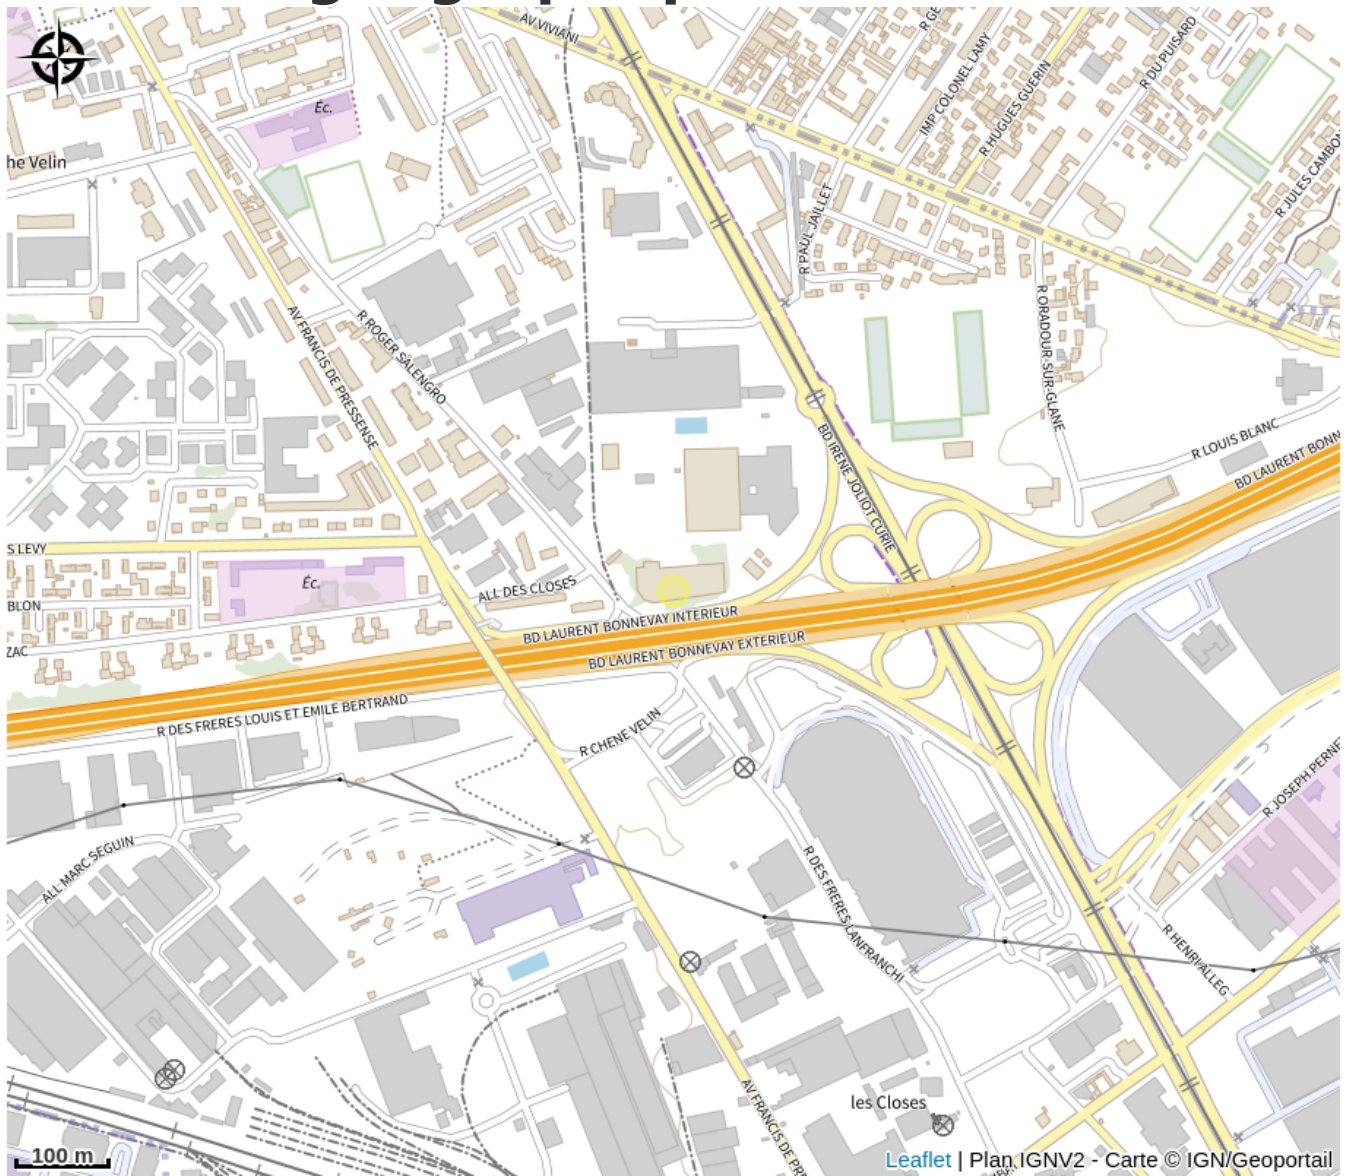 AV VIVIANI
R GE
IMP COLONEL LAMY
R HUGUES GUERIN
R DU PUISARD
Éc.
he Velin
R PAUL JAILLET
R JULES CAMBON
AV FRANCIS DE PRESSENSE
R ROGER SALENGRO
R ORADOUR-SUR-GLANE
BD IRENE JOLIOT CURIE
R LOUIS BLANC
BD LAURENT BONN
S LEVY
Éc.
ALL DES CLOSES
BLON
BD LAURENT BONNEVAY INTERIEUR
ZAC
BD LAURENT BONNEVAY EXTERIEUR
R DES FRERES LOUIS ET EMILE BERTRAND
R CHENE VELIN
R JOSEPH PERNE
ALL MARC SEGUIN
R DES FRERES LANFRANCHI
R HENRI ALLEG
les Closes
AV FRANCIS DE PR
100 m
Leaflet | Plan IGNV2 - Carte © IGN/Geoportail